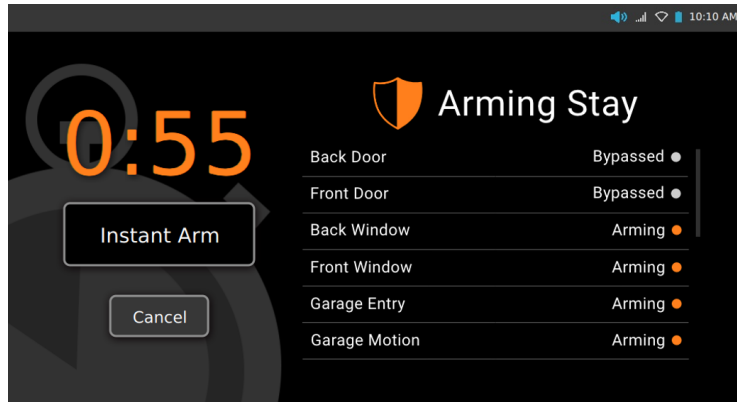 10:10 AM
0:55
Instant Arm
Cancel
Arming Stay
Back Door Bypassed
Front Door Bypassed
Back Window Arming
Front Window Arming
Garage Entry Arming
Garage Motion Arming